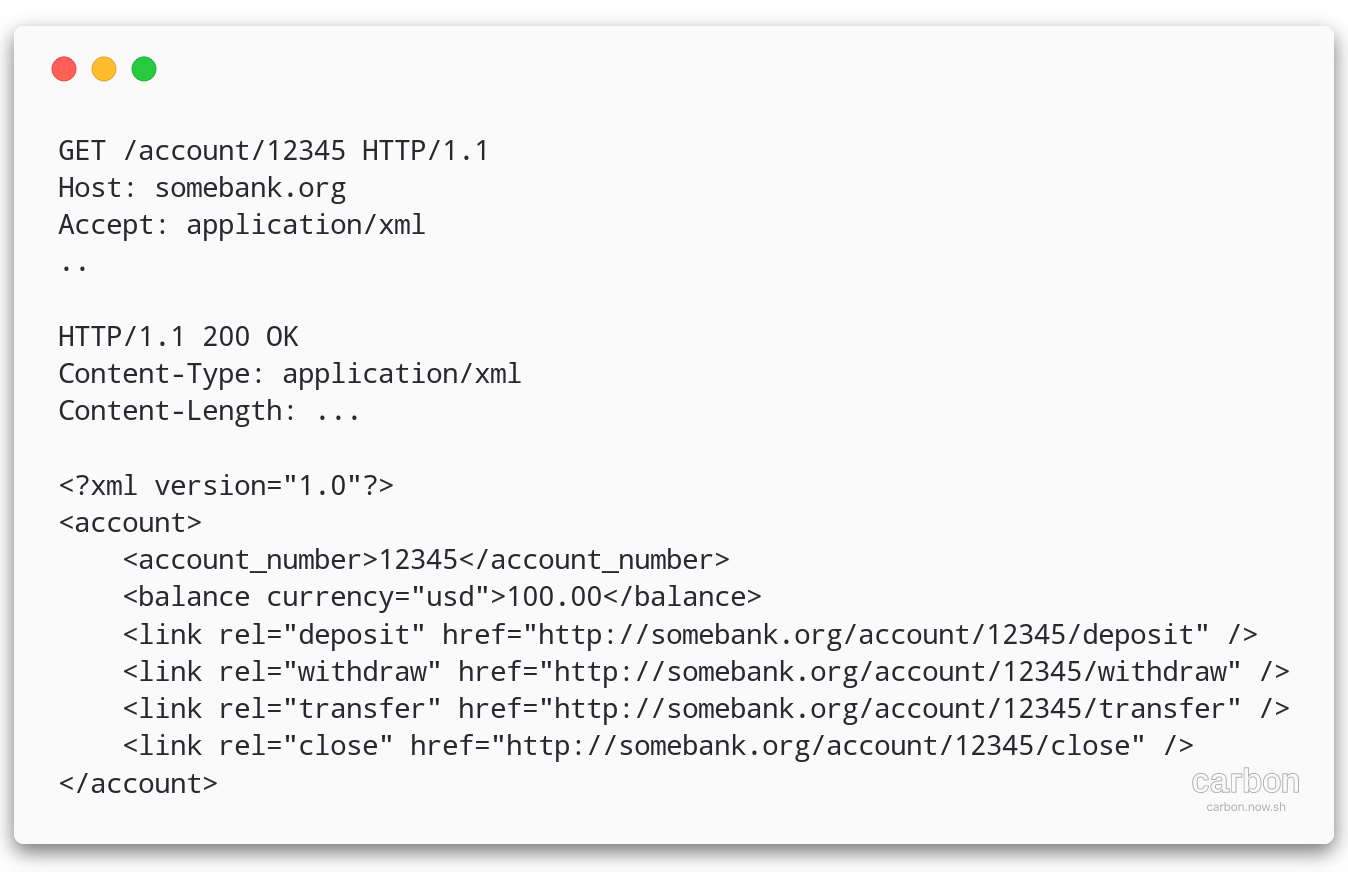 GET /account/12345 HTTP/1.1
Host: somebank.org
Accept: application/xml
..

HTTP/1.1 200 OK
Content-Type: application/xml
Content-Length: ...

<?xml version="1.0"?>
<account>
    <account_number>12345</account_number>
    <balance currency="usd">100.00</balance>
    <link rel="deposit" href="http://somebank.org/account/12345/deposit" />
    <link rel="withdraw" href="http://somebank.org/account/12345/withdraw" />
    <link rel="transfer" href="http://somebank.org/account/12345/transfer" />
    <link rel="close" href="http://somebank.org/account/12345/close" />
</account>
carbon
carbon.now.sh